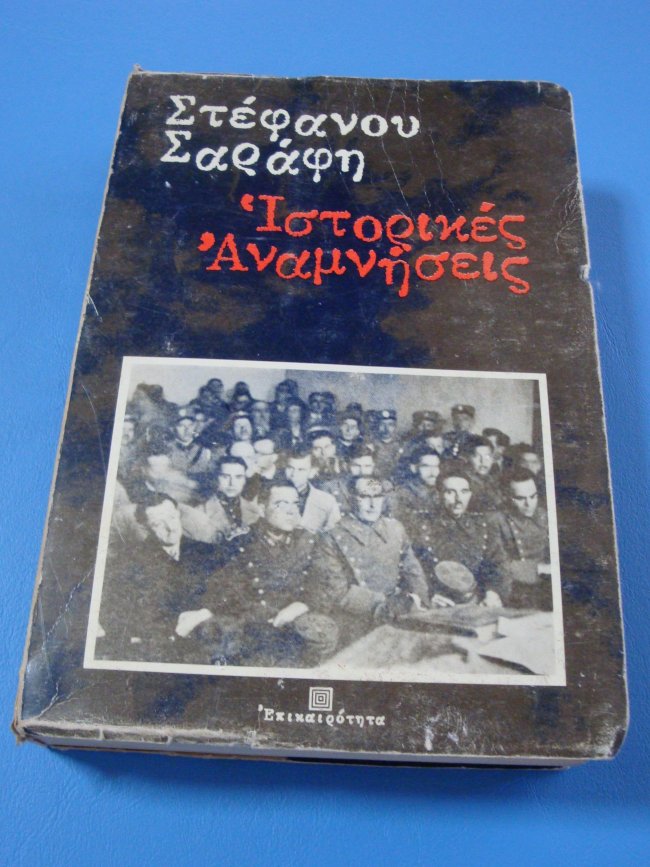 Στέφανου
Σαράφη
Ἱστορικές
Ἀναμνήσεις
Ἐπικαιρότητα